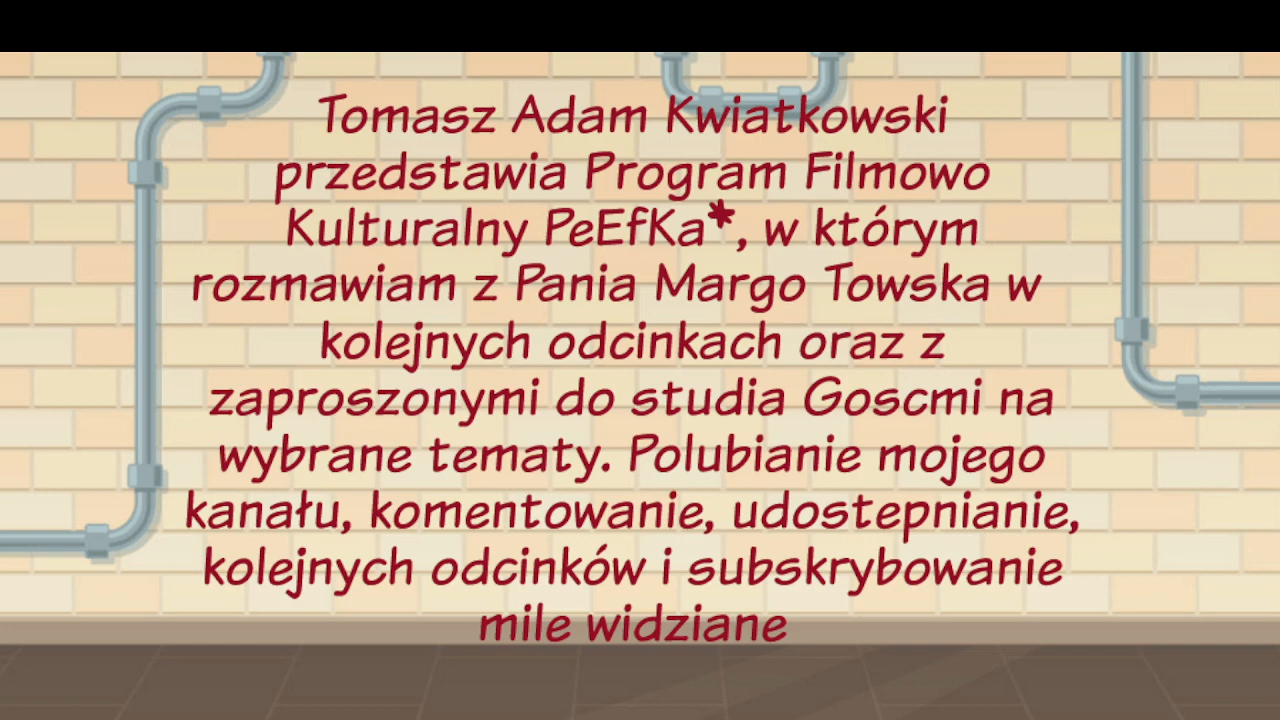 Tomasz Adam Kwiatkowski
przedstawia Program Filmowo
Kulturalny PeEfKa*, w którym
rozmawiam z Pania Margo Towska w
kolejnych odcinkach oraz z
zaproszonymi do studia Goscmi na
wybrane tematy. Polubianie mojego
kanału, komentowanie, udostepnianie,
kolejnych odcinków i subskrybowanie
mile widziane